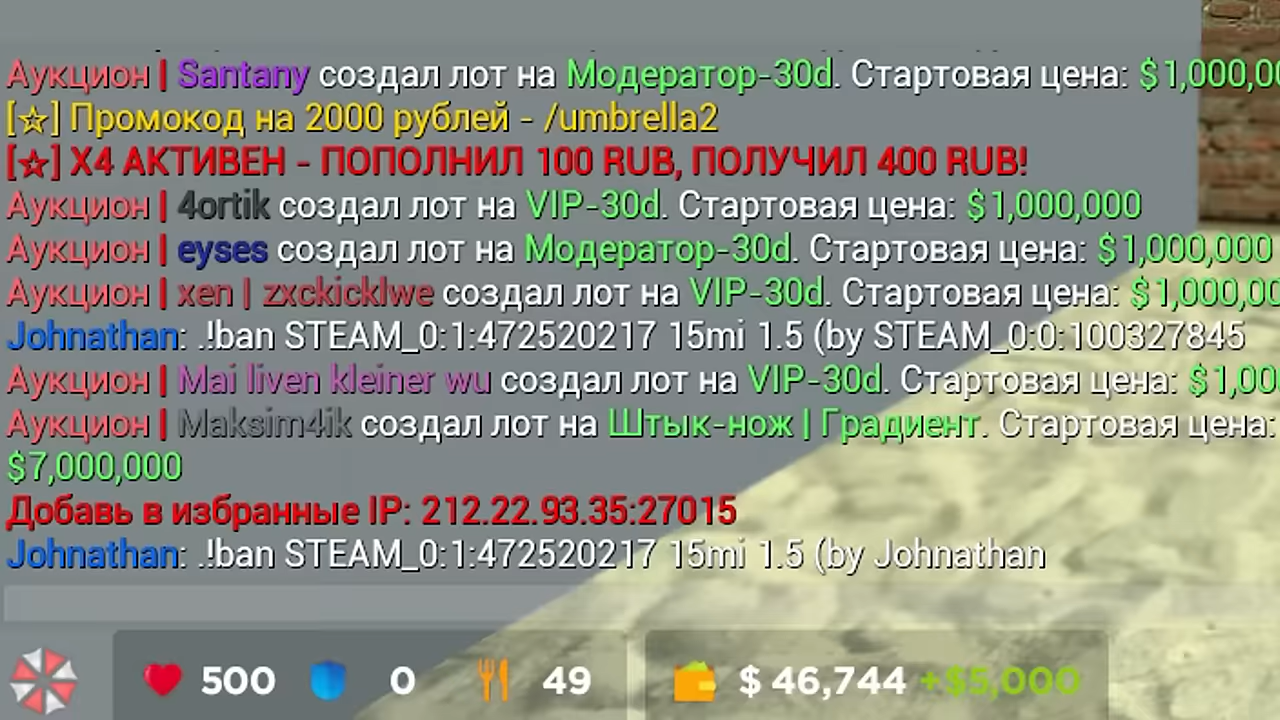 Аукцион | Santany создал лот на Модератор-30d. Стартовая цена: $1,000,00
[☆] Промокод на 2000 рублей - /umbrella2
[☆] X4 АКТИВЕН - ПОПОЛНИЛ 100 RUB, ПОЛУЧИЛ 400 RUB!
Аукцион | 4ortik создал лот на VIP-30d. Стартовая цена: $1,000,000
Аукцион | eyses создал лот на Модератор-30d. Стартовая цена: $1,000,000
Аукцион | xen | zxckicklwe создал лот на VIP-30d. Стартовая цена: $1,000,00
Johnathan: .!ban STEAM_0:1:472520217 15mi 1.5 (by STEAM_0:0:100327845
Аукцион | Mai liven kleiner wu создал лот на VIP-30d. Стартовая цена: $1,00
Аукцион | Maksim4ik создал лот на Штык-нож | Градиент. Стартовая цена:
$7,000,000
Добавь в избранные IP: 212.22.93.35:27015
Johnathan: .!ban STEAM_0:1:472520217 15mi 1.5 (by Johnathan
500 0 49 $ 46,744 +$5,000